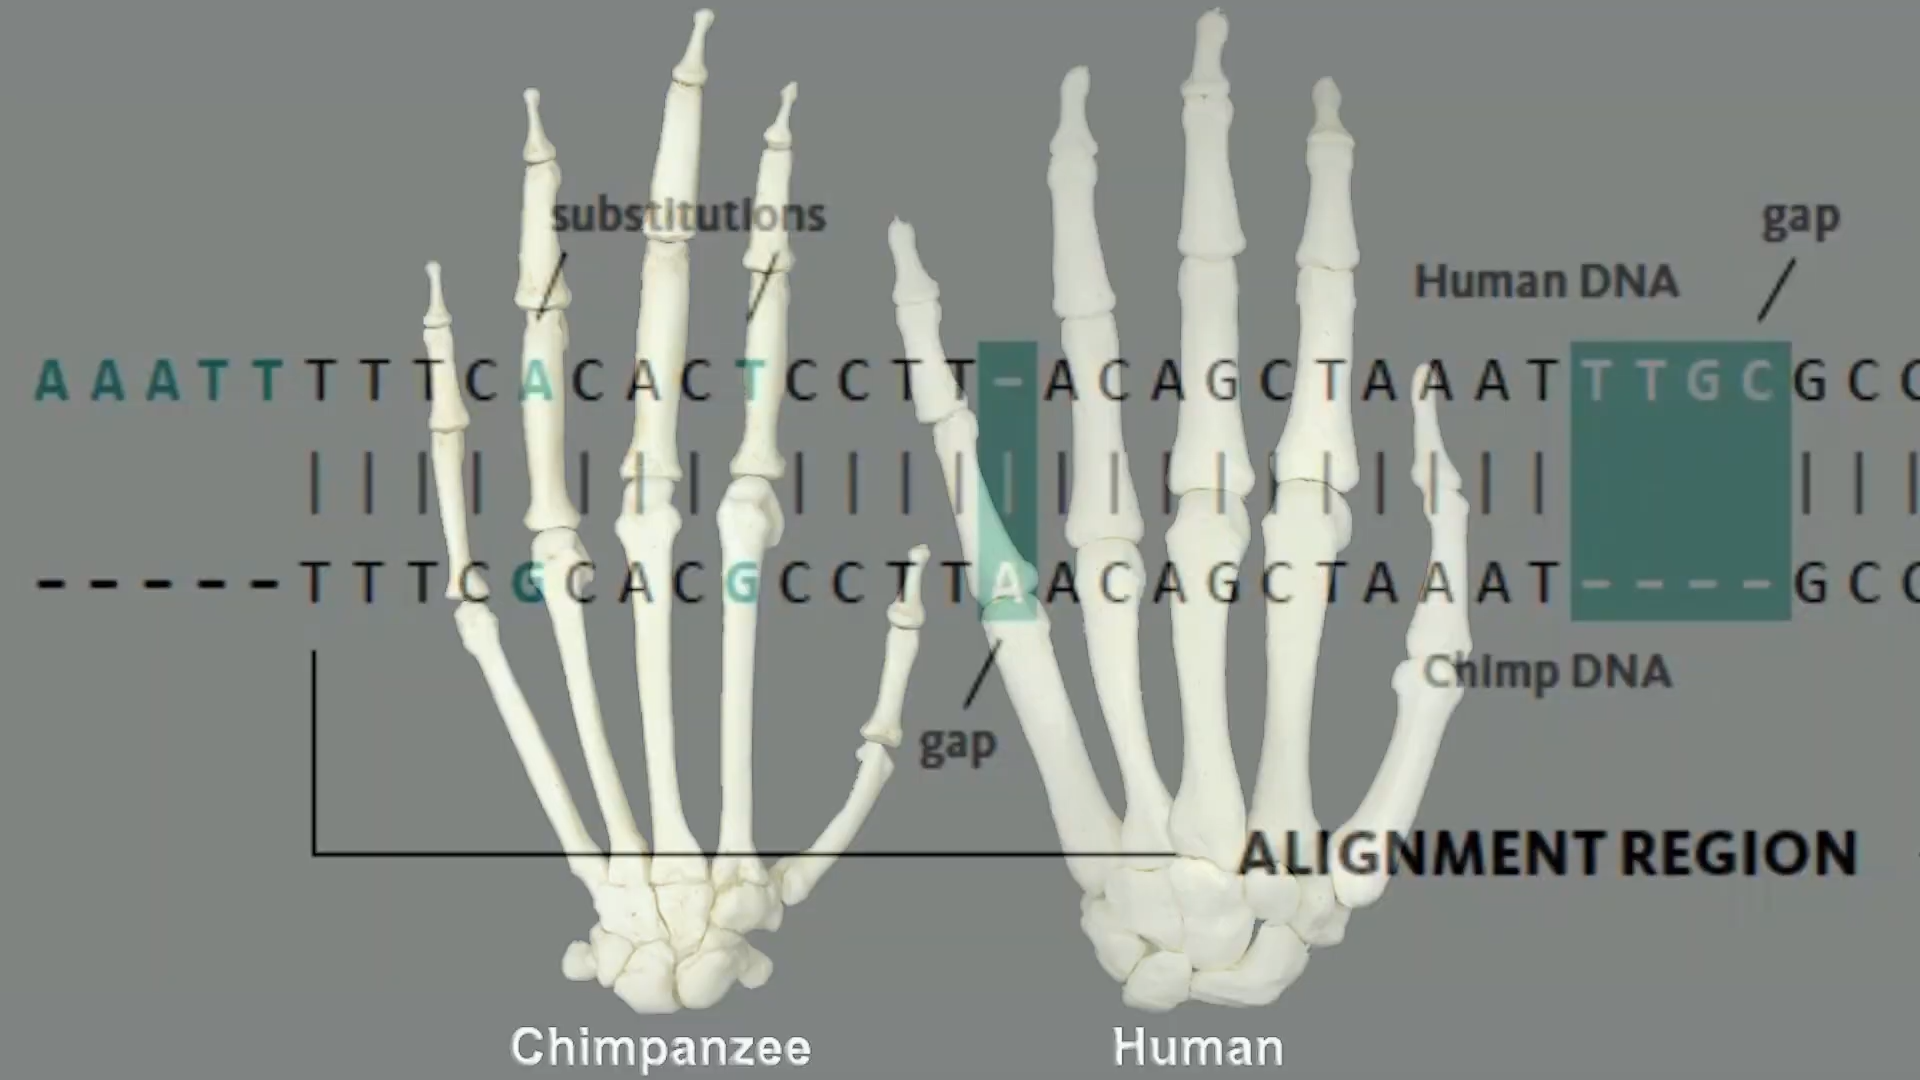 substitutions
gap
Human DNA
A A A T T T T T C A C A C T C C T T - A C A G C T A A A T T T G C G C C
- - - - - T T T C G C A C G C C T T A A C A G C T A A A T - - - - G C C
Chimp DNA
gap
ALIGNMENT REGION
Chimpanzee
Human